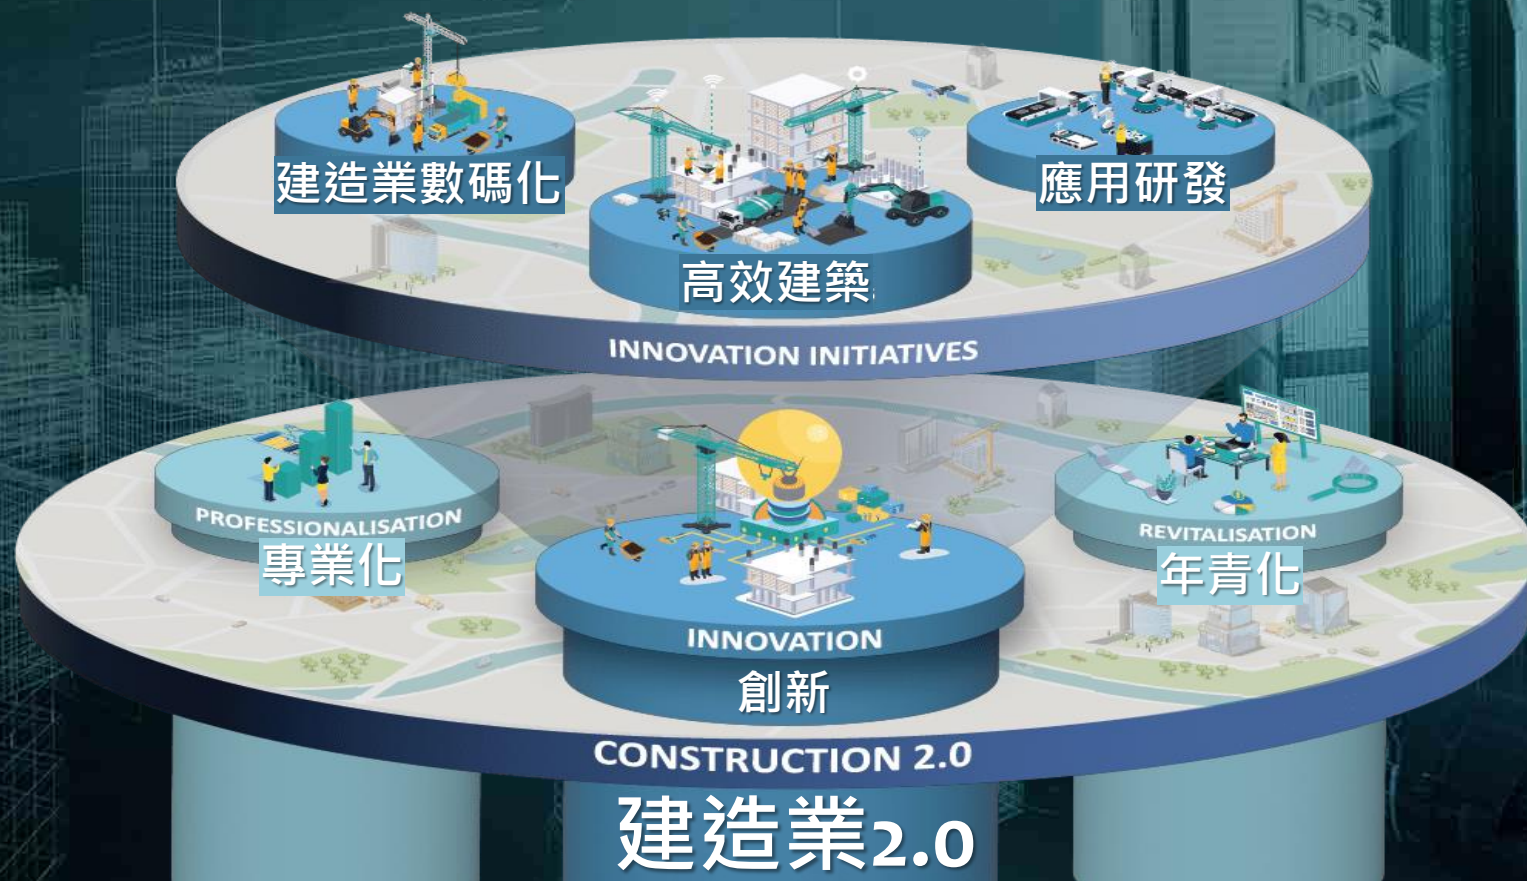 建造業數碼化
應用研發
高效建築
INNOVATION INITIATIVES
PROFESSIONALISATION
專業化
REVITALISATION
年青化
INNOVATION
創新
CONSTRUCTION 2.0
建造業2.0